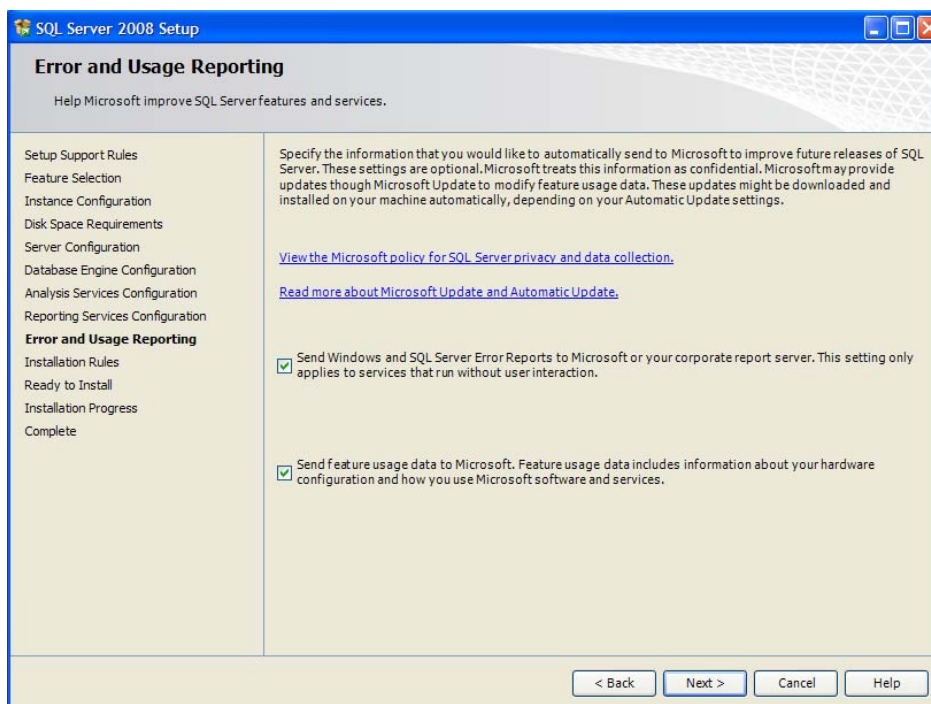 SQL Server 2008 Setup
Error and Usage Reporting
Help Microsoft improve SQL Server features and services.
Setup Support Rules
Feature Selection
Instance Configuration
Disk Space Requirements
Server Configuration
Database Engine Configuration
Analysis Services Configuration
Reporting Services Configuration
Error and Usage Reporting
Installation Rules
Ready to Install
Installation Progress
Complete
Specify the information that you would like to automatically send to Microsoft to improve future releases of SQL
Server. These settings are optional.Microsoft treats this information as confidential. Microsoft may provide
updates though Microsoft Update to modify feature usage data. These updates might be downloaded and
installed on your machine automatically, depending on your Automatic Update settings.
View the Microsoft policy for SQL Server privacy and data collection.
Read more about Microsoft Update and Automatic Update.
Send Windows and SQL Server Error Reports to Microsoft or your corporate report server. This setting only
applies to services that run without user interaction.
Send feature usage data to Microsoft. Feature usage data includes information about your hardware
configuration and how you use Microsoft software and services.
< Back
Next >
Cancel
Help